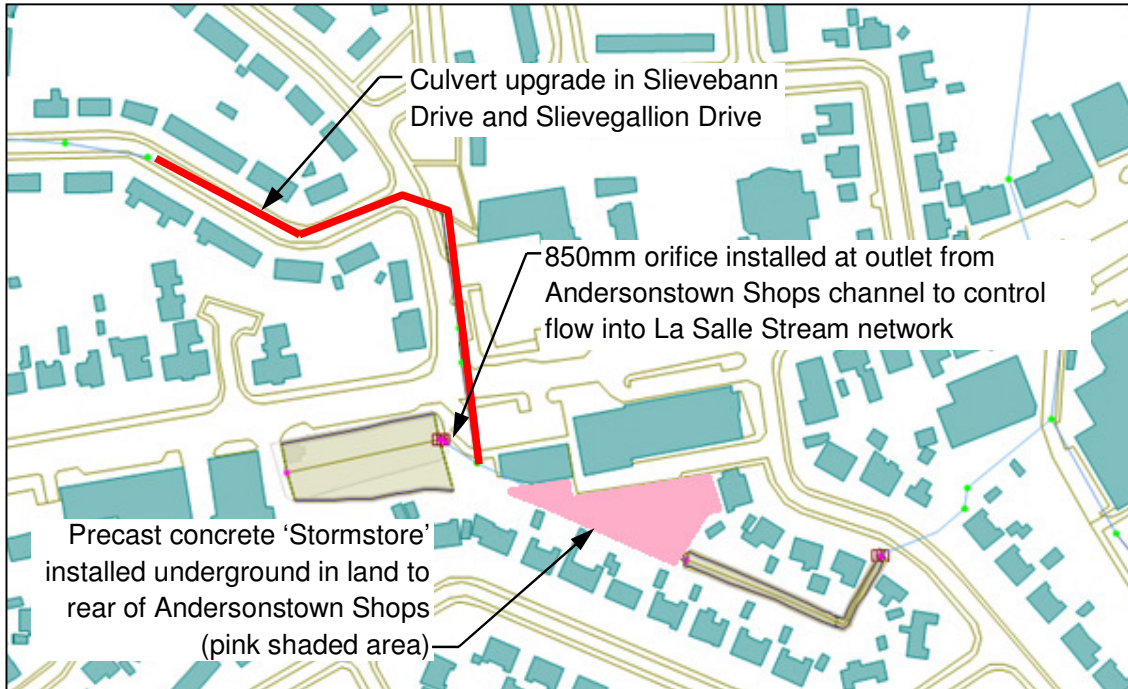 Culvert upgrade in Slievebann
Drive and Slievegallion Drive
850mm orifice installed at outlet from
Andersonstown Shops channel to control
flow into La Salle Stream network
Precast concrete ‘Stormstore’
installed underground in land to
rear of Andersonstown Shops
(pink shaded area)